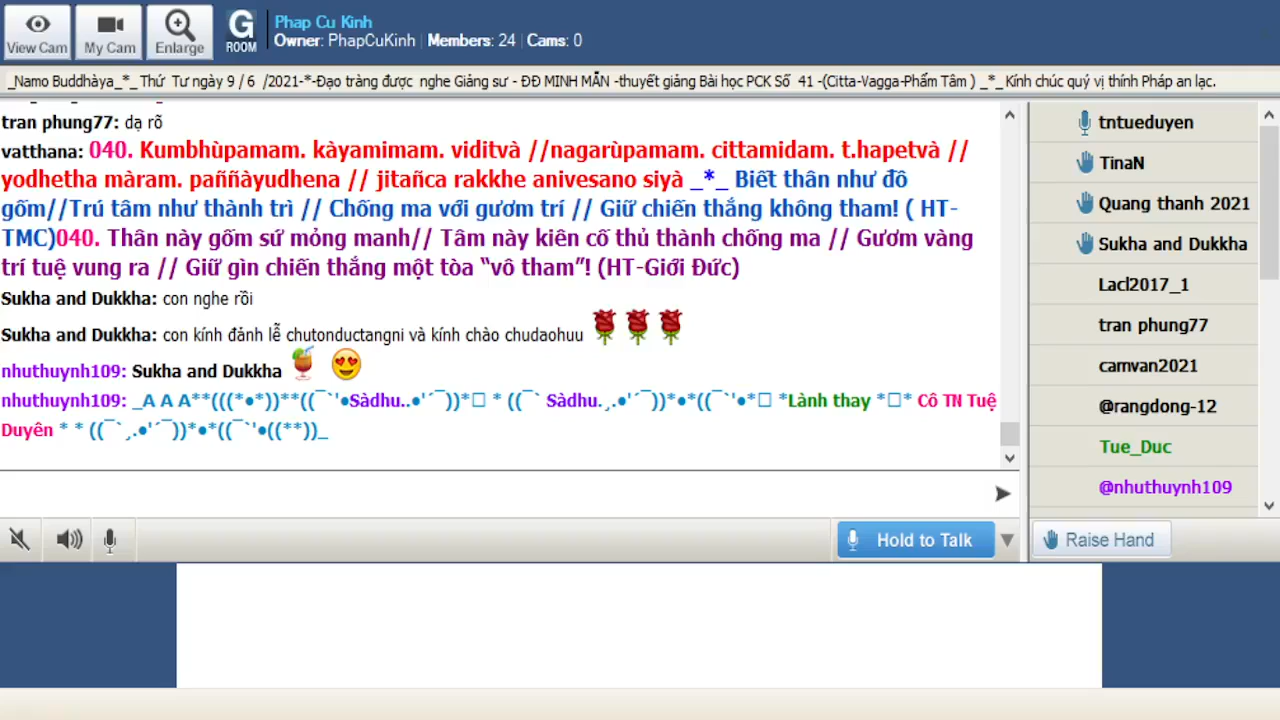 View Cam
My Cam
Enlarge
G
ROOM
Phap Cu Kinh
Owner: PhapCuKinh | Members: 24 | Cams: 0
_Namo Buddhàya_*_Thứ Tư ngày 9 / 6 /2021-*-Đạo tràng được nghe Giảng sư - ĐĐ MINH MẪN -thuyết giảng Bài học PCK Số 41 -(Citta-Vagga-Phẩm Tâm ) _*_ Kính chúc quý vị thính Pháp an lạc.
tran phung77: dạ rõ
vatthana: 040. Kumbhùpamam. kàyamimam. viditvà //nagarùpamam. cittamidam. t.hapetvà //
yodhetha màram. paññàyudhena // jitañca rakkhe anivesano siyà _*_ Biết thân như đồ
gốm//Trú tâm như thành trì // Chống ma với gươm trí // Giữ chiến thắng không tham! ( HT-
TMC)040. Thân này gốm sứ mỏng manh// Tâm này kiên cố thủ thành chống ma // Gươm vàng
trí tuệ vung ra // Giữ gìn chiến thắng một tòa “vô tham”! (HT-Giới Đức)
Sukha and Dukkha: con nghe rồi
Sukha and Dukkha: con kính đảnh lễ chutonductangni và kính chào chudaohuu
nhuthuynh109: Sukha and Dukkha
nhuthuynh109: _A A A**(((*●*))**((¯`'●Sàdhu..●'´¯))*□ * ((¯` Sàdhu.¸.●'´¯))*●*((¯`'●*□ *Lành thay *□* Cô TN Tuệ
Duyên * * ((¯`¸.●'´¯))*●*((¯`'●((**))_
Hold to Talk
tntueduyen
TinaN
Quang thanh 2021
Sukha and Dukkha
Lacl2017_1
tran phung77
camvan2021
@rangdong-12
Tue_Duc
@nhuthuynh109
Raise Hand